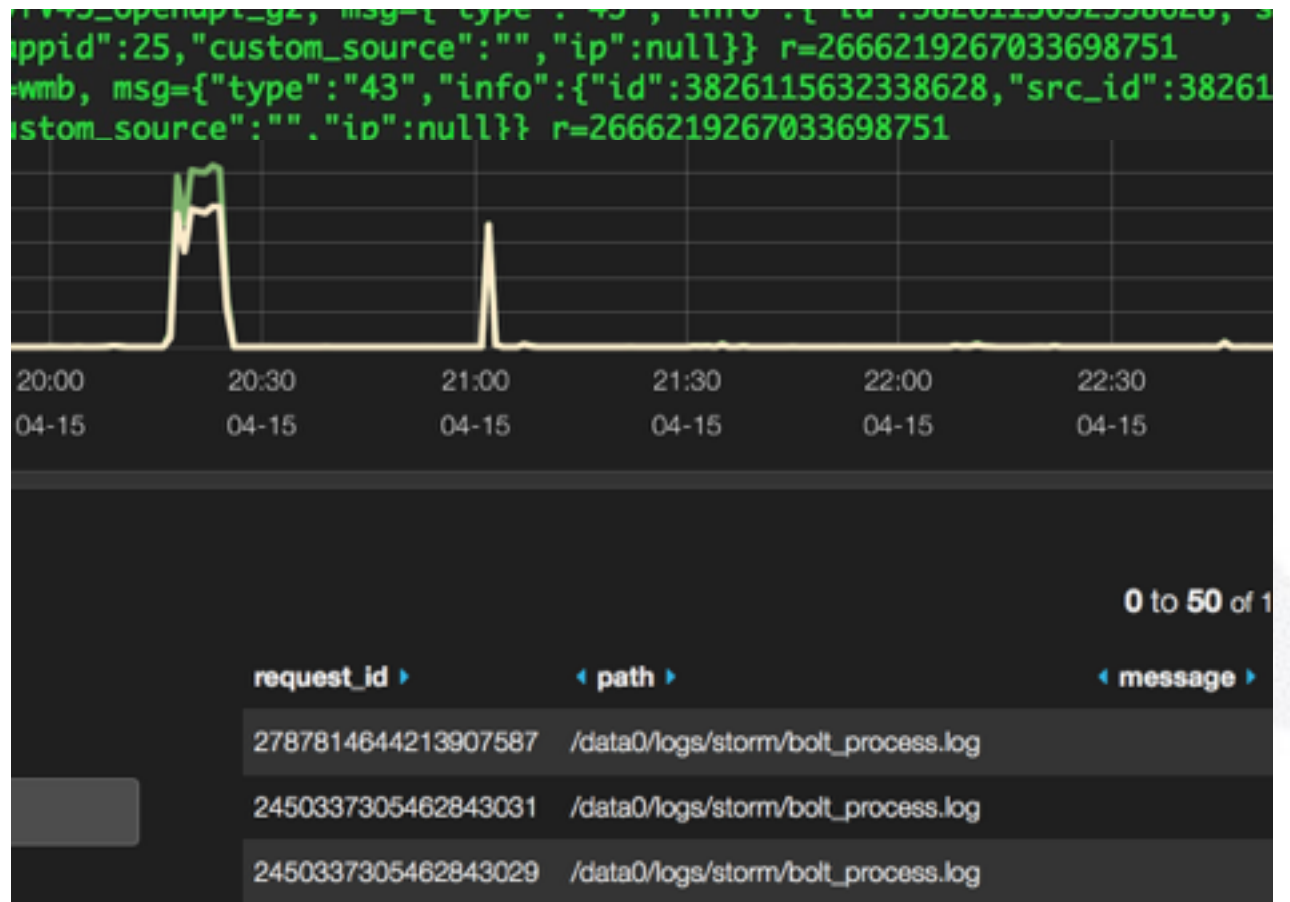 appid":25,"custom_source":"","ip":null}} r=2666219267033698751
=wmb, msg={"type":"43","info":{"id":3826115632338628,"src_id":38261
ustom_source":"","ip":null}} r=2666219267033698751
20:00 20:30 21:00 21:30 22:00 22:30
04-15 04-15 04-15 04-15 04-15 04-15
0 to 50 of 1
request_id path message
2787814644213907587 /data0/logs/storm/bolt_process.log
2450337305462843031 /data0/logs/storm/bolt_process.log
2450337305462843029 /data0/logs/storm/bolt_process.log